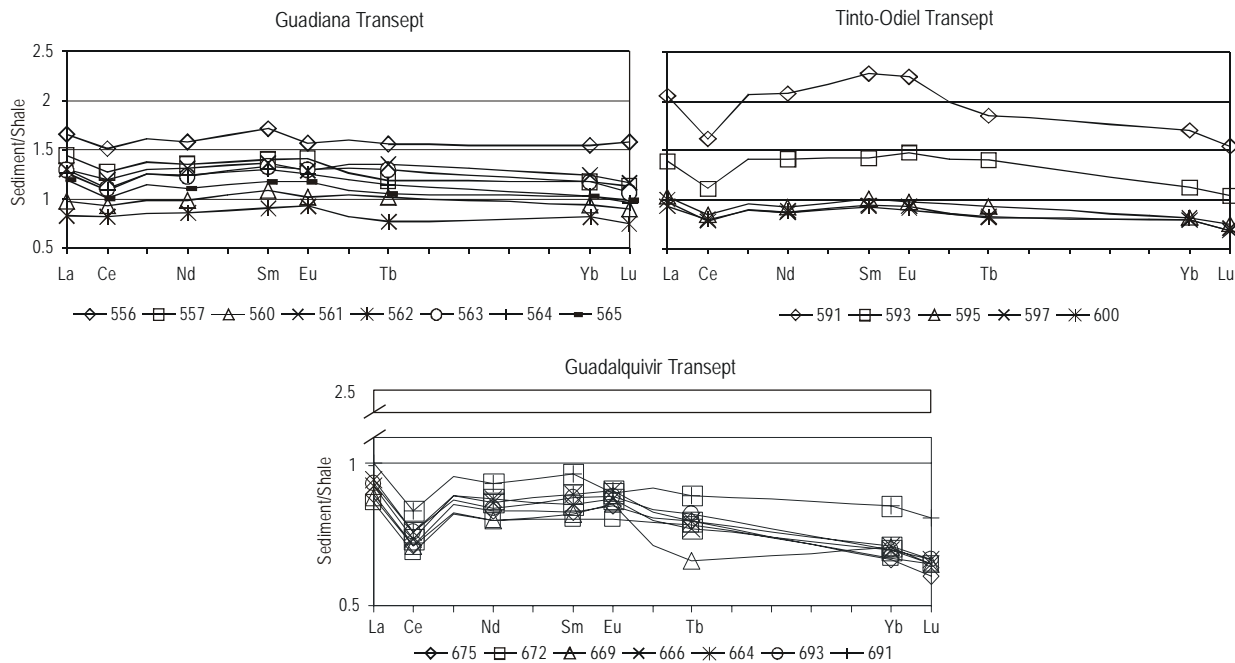 Guadiana Transept
Tinto-Odiel Transept
2.5
2
1.5
1
0.5
Sediment/Shale
La Ce Nd Sm Eu Tb Yb Lu
La Ce Nd Sm Eu Tb Yb Lu
556 557 560 561 562 563 564 565
591 593 595 597 600
Guadalquivir Transept
2.5
1
0.5
Sediment/Shale
La Ce Nd Sm Eu Tb Yb Lu
675 672 669 666 664 693 691